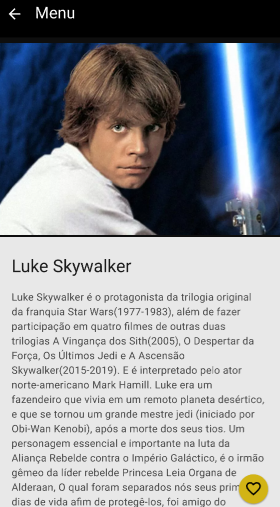 Menu
Luke Skywalker
Luke Skywalker é o protagonista da trilogia original
da franquia Star Wars(1977-1983), além de fazer
participação em quatro filmes de outras duas
trilogias A Vingança dos Sith(2005), O Despertar da
Força, Os Últimos Jedi e A Ascensão
Skywalker(2015-2019). E é interpretado pelo ator
norte-americano Mark Hamill. Luke era um
fazendeiro que vivia em um remoto planeta desértico,
e que se tornou um grande mestre jedi (iniciado por
Obi-Wan Kenobi), após a morte dos seus tios. Um
personagem essencial e importante na luta da
Aliança Rebelde contra o Império Galáctico, é o irmão
gêmeo da líder rebelde Princesa Leia Organa de
Alderaan, O qual foram separados nós seus
dias de vida afim de protegê-los, foi amigo do